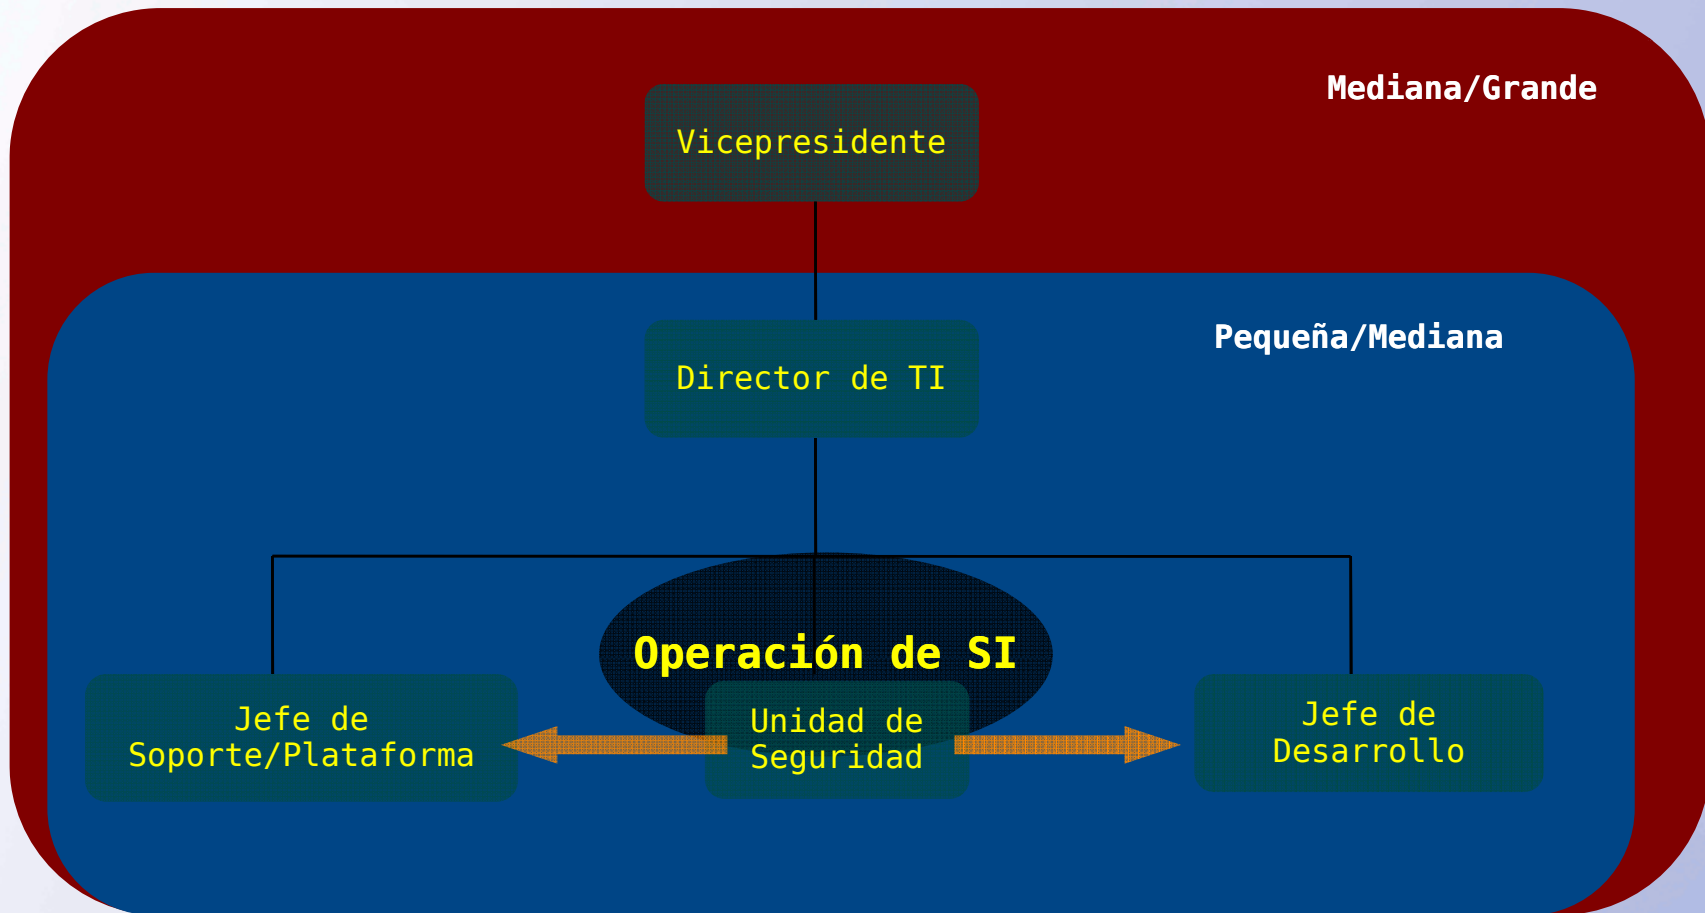 Mediana/Grande
Vicepresidente
Pequeña/Mediana
Director de TI
Operación de SI
Jefe de
Soporte/Plataforma
Unidad de
Seguridad
Jefe de
Desarrollo